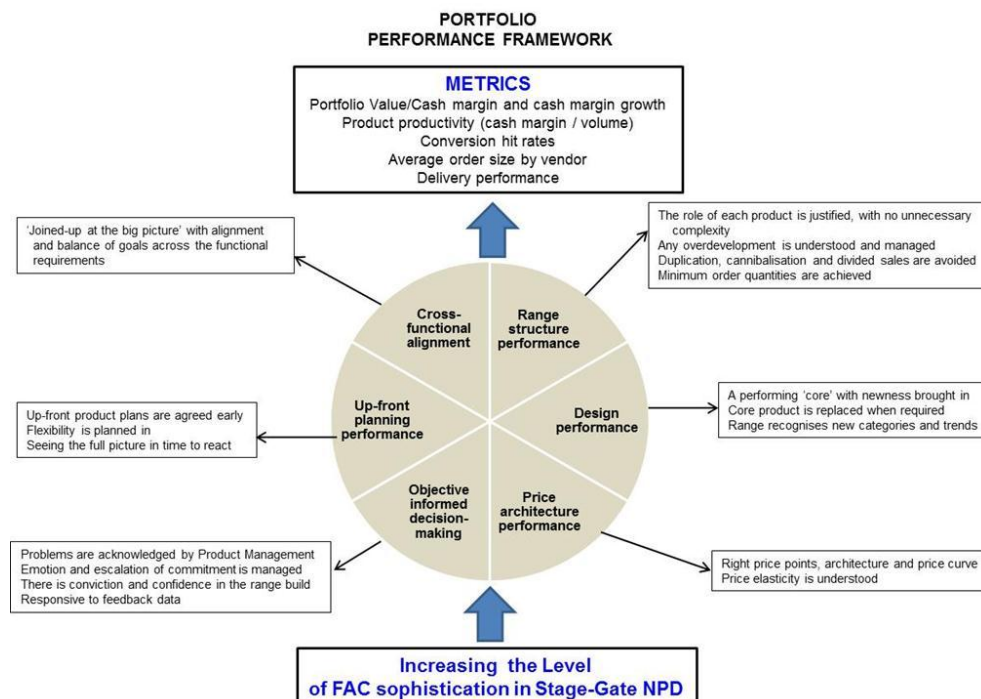 PORTFOLIO
PERFORMANCE FRAMEWORK
METRICS
Portfolio Value/Cash margin and cash margin growth
Product productivity (cash margin / volume)
Conversion hit rates
Average order size by vendor
Delivery performance
'Joined-up at the big picture' with alignment
and balance of goals across the functional
requirements
The role of each product is justified, with no unnecessary
complexity
Any overdevelopment is understood and managed
Duplication, cannibalisation and divided sales are avoided
Minimum order quantities are achieved
Cross-
functional
alignment
Range
structure
performance
Up-front product plans are agreed early
Flexibility is planned in
Seeing the full picture in time to react
Up-front
planning
performance
Design
performance
A performing 'core' with newness brought in
Core product is replaced when required
Range recognises new categories and trends
Objective
informed
decision-
making
Price
architecture
performance
Problems are acknowledged by Product Management
Emotion and escalation of commitment is managed
There is conviction and confidence in the range build
Responsive to feedback data
Right price points, architecture and price curve
Price elasticity is understood
Increasing the Level
of FAC sophistication in Stage-Gate NPD